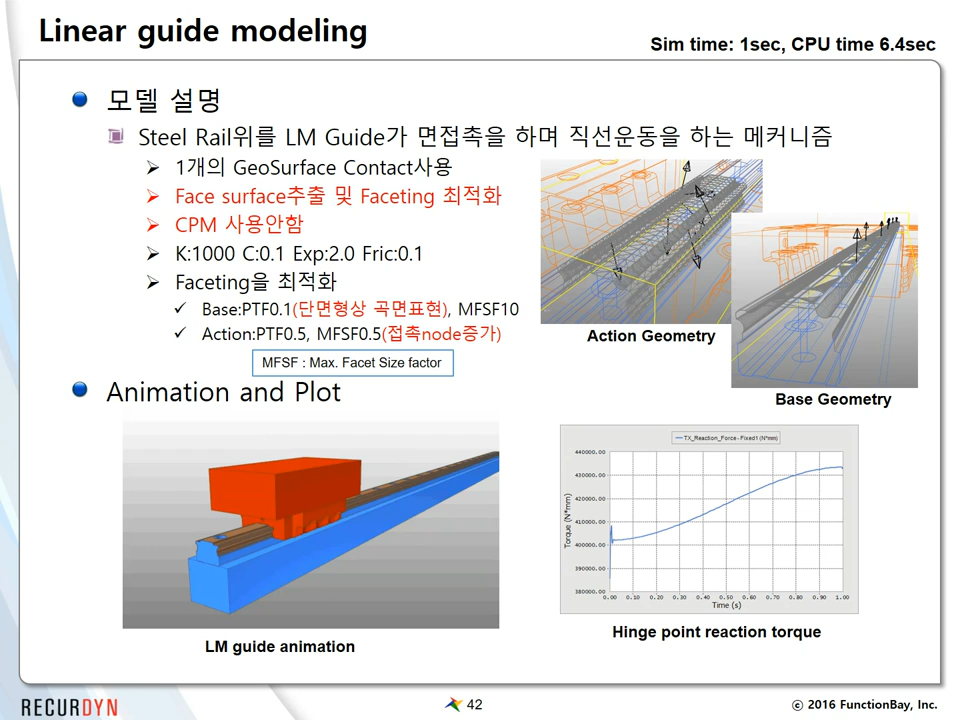 Linear guide modeling
Sim time: 1sec, CPU time 6.4sec
모델 설명
Steel Rail위를 LM Guide가 면접촉을 하며 직선운동을 하는 메커니즘
1개의 GeoSurface Contact사용
Face surface추출 및 Faceting 최적화
CPM 사용안함
K:1000 C:0.1 Exp:2.0 Fric:0.1
Faceting을 최적화
Base:PTF0.1(단면형상 곡면표현), MFSF10
Action:PTF0.5, MFSF0.5(접촉node증가)
MFSF : Max. Facet Size factor
Action Geometry
Base Geometry
Animation and Plot
LM guide animation
TX_Reaction_Force-Fixed1(N*mm)
440000.00
430000.00
420000.00
410000.00
400000.00
390000.00
380000.00
Torque (N*mm)
0.00 0.10 0.20 0.30 0.40 0.50 0.60 0.70 0.80 0.90 1.00
Time (s)
Hinge point reaction torque
RECURDYN
42
© 2016 FunctionBay, Inc.